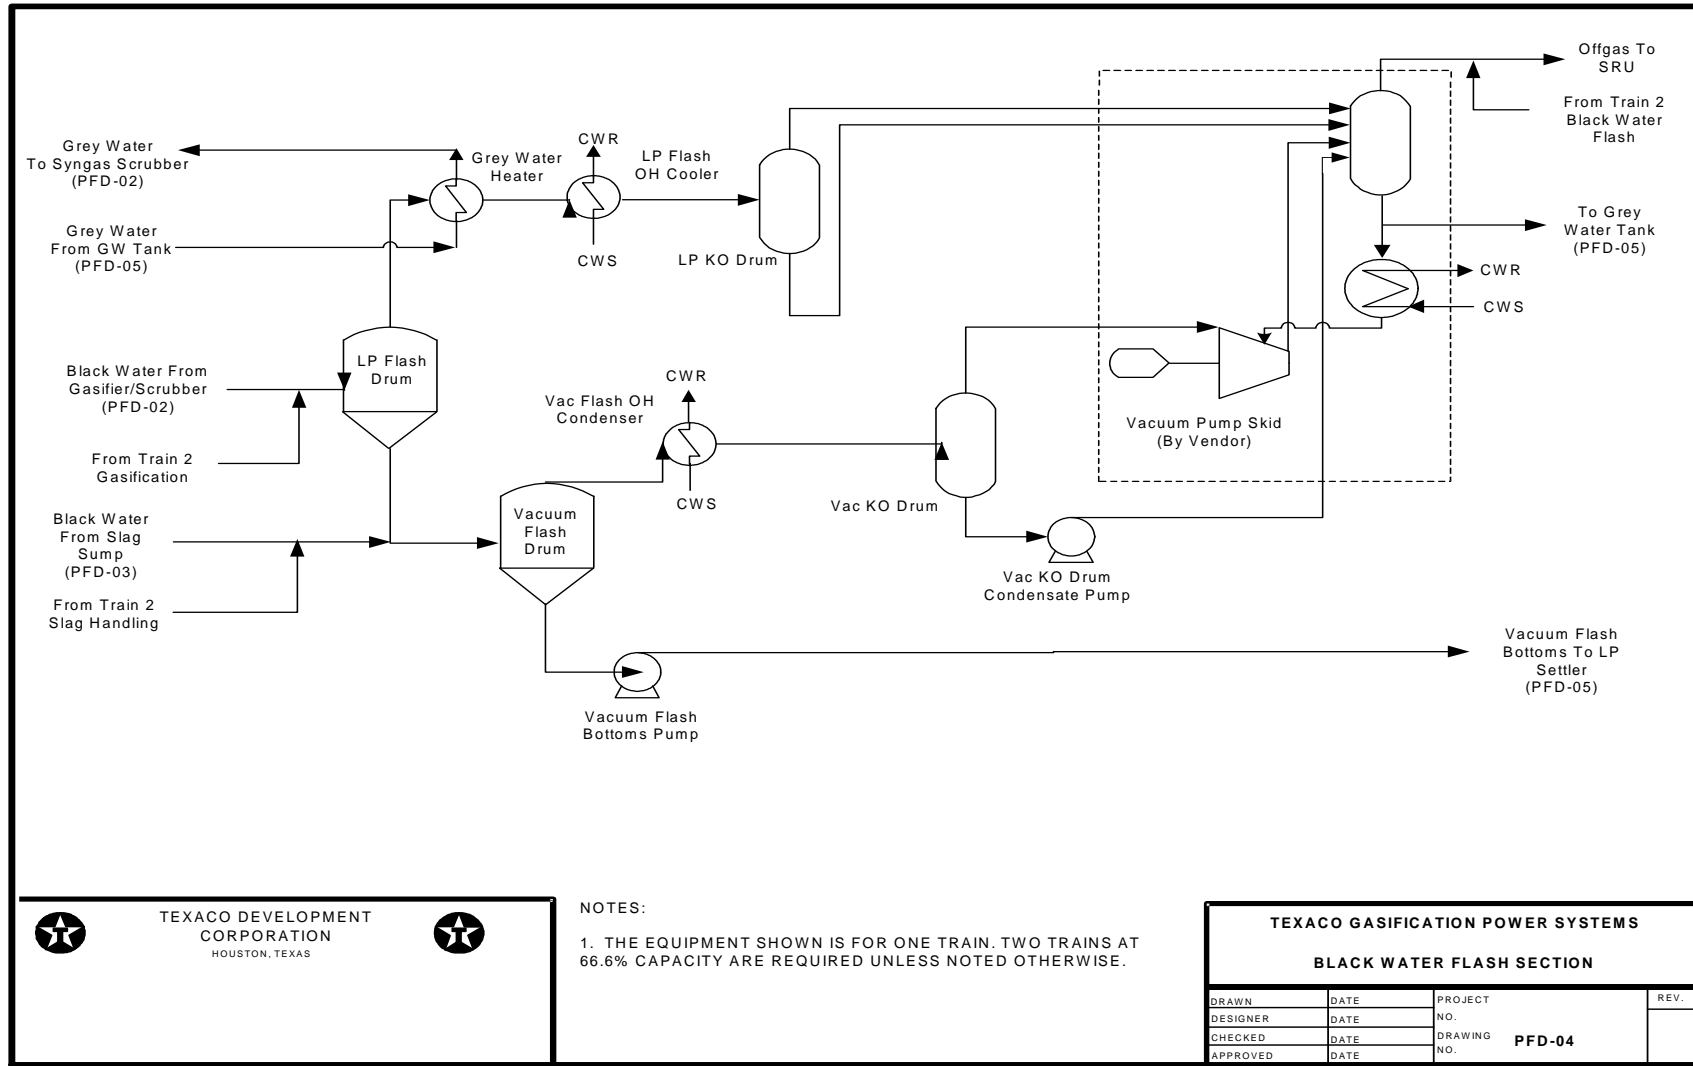 Offgas To
SRU
From Train 2
Black Water
Flash
Grey Water
To Syngas Scrubber
(PFD-02)
Grey Water
Heater
CWR
LP Flash
OH Cooler
Grey Water
From GW Tank
(PFD-05)
CWS
LP KO Drum
To Grey
Water Tank
(PFD-05)
CWR
CWS
LP Flash
Drum
Black Water From
Gasifier/Scrubber
(PFD-02)
From Train 2
Gasification
CWR
Vac Flash OH
Condenser
CWS
Vacuum Pump Skid
(By Vendor)
Vac KO Drum
Black Water
From Slag
Sump
(PFD-03)
Vacuum
Flash
Drum
From Train 2
Slag Handling
Vac KO Drum
Condensate Pump
Vacuum Flash
Bottoms To LP
Settler
(PFD-05)
Vacuum Flash
Bottoms Pump
TEXACO DEVELOPMENT
CORPORATION
HOUSTON, TEXAS
NOTES:
1. THE EQUIPMENT SHOWN IS FOR ONE TRAIN. TWO TRAINS AT
66.6% CAPACITY ARE REQUIRED UNLESS NOTED OTHERWISE.
TEXACO GASIFICATION POWER SYSTEMS
BLACK WATER FLASH SECTION
DRAWN DATE PROJECT REV.
DESIGNER DATE NO.
CHECKED DATE DRAWING PFD-04
APPROVED DATE NO.